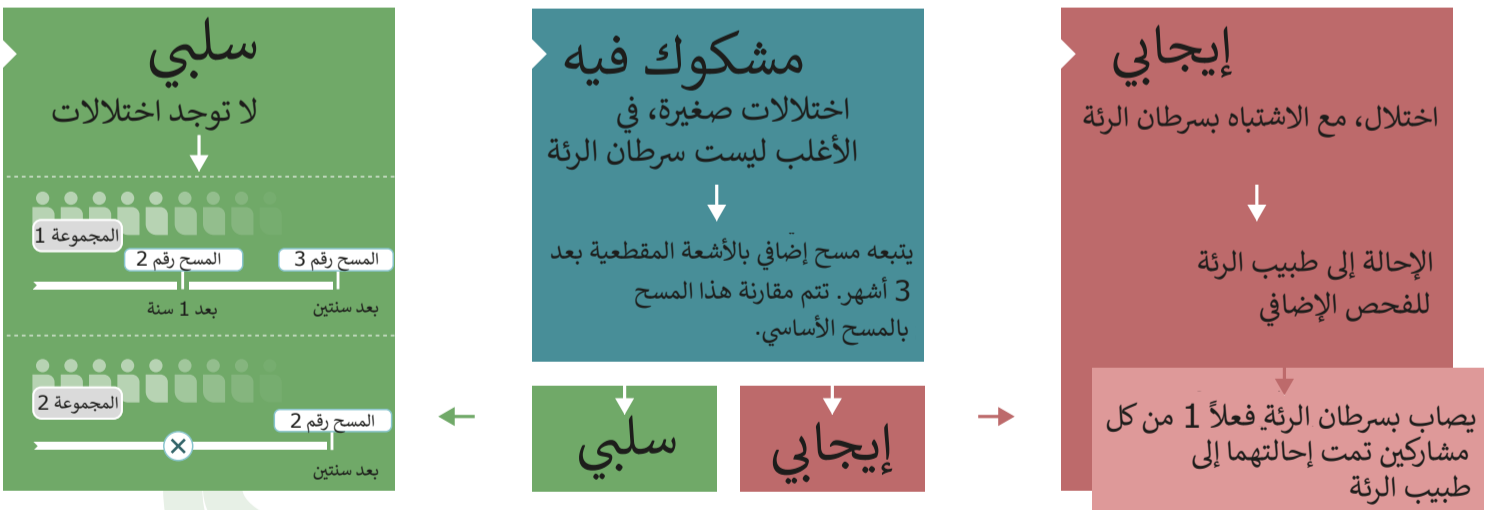 إيجابي
اختلال، مع الاشتباه بسرطان الرئة
الإحالة إلى طبيب الرئة
للفحص الإضافي
يصاب بسرطان الرئة فعلاً 1 من كل
مشاركين تمت إحالتهما إلى
طبيب الرئة
مشكوك فيه
اختلالات صغيرة، في
الأغلب ليست سرطان الرئة
يتبعه مسح إضافي بالأشعة المقطعية بعد
3 أشهر. تتم مقارنة هذا المسح
بالمسح الأساسي.
إيجابي
سلبي
سلبي
لا توجد اختلالات
المجموعة 1
المسح رقم 3
المسح رقم 2
بعد سنتين
بعد 1 سنة
المجموعة 2
المسح رقم 2
بعد سنتين